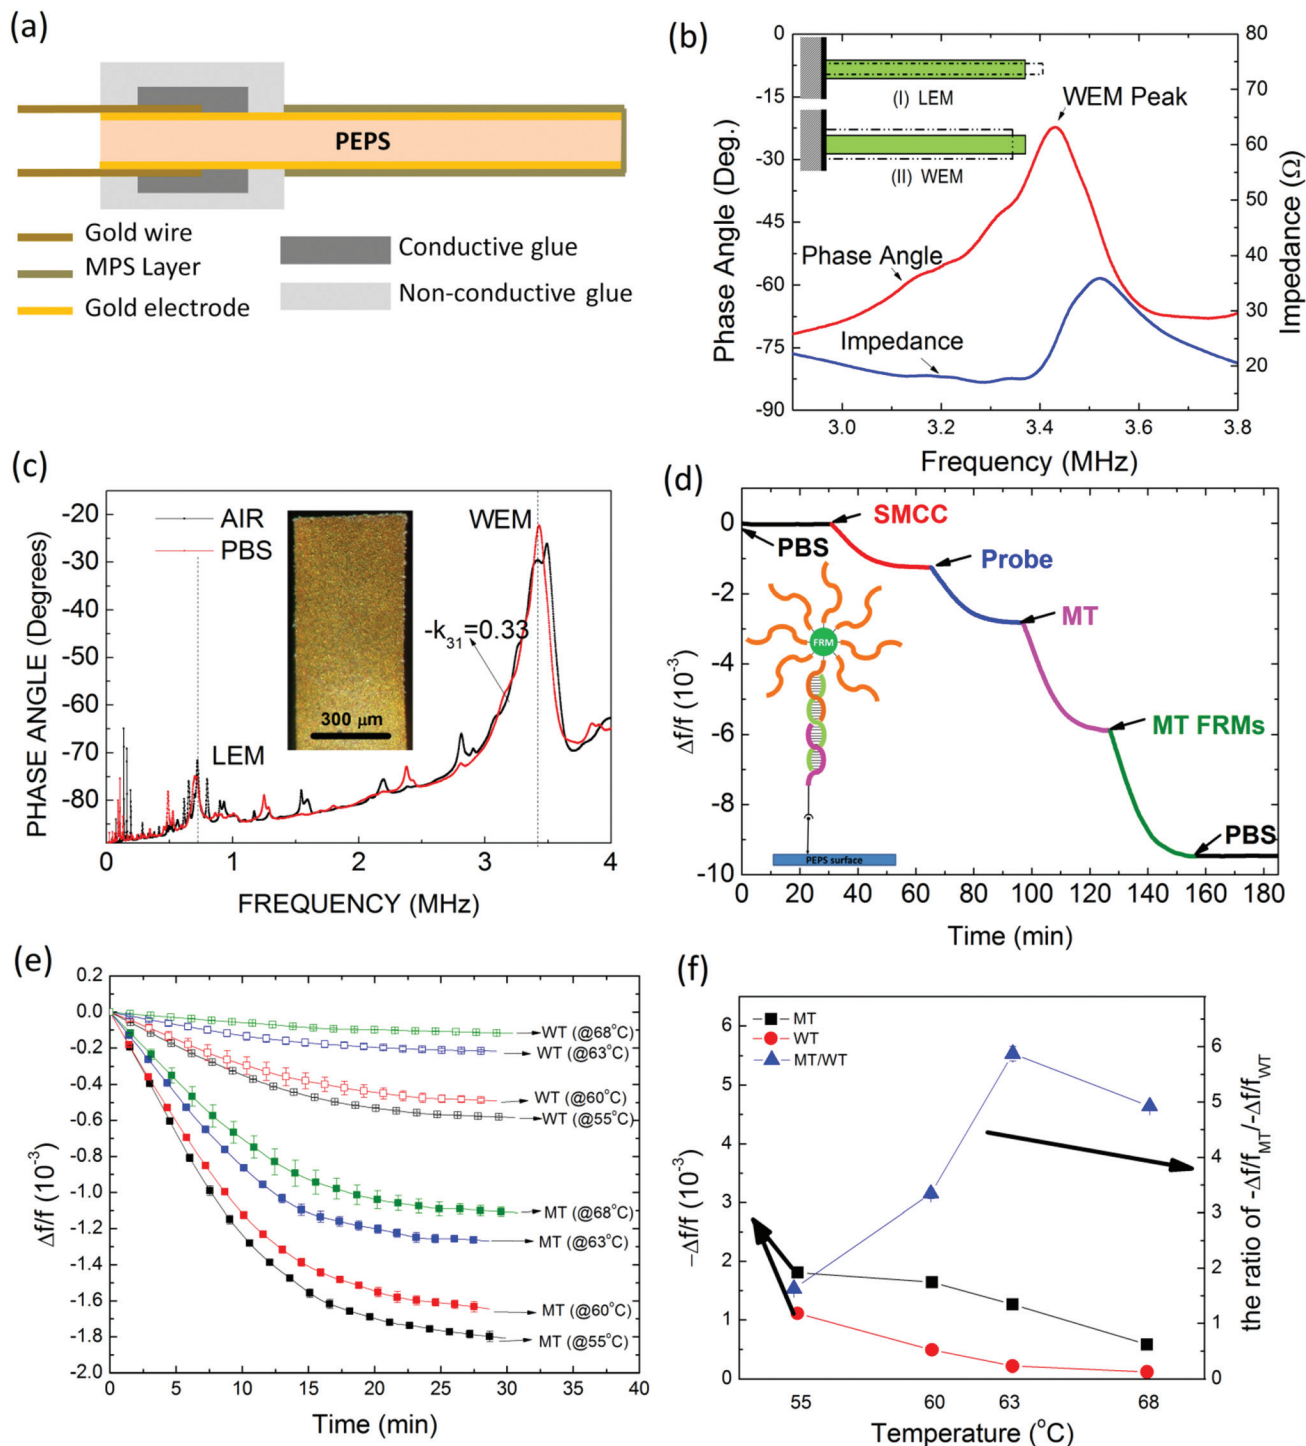 (a)
PEPS
Gold wire
MPS Layer
Gold electrode
Conductive glue
Non-conductive glue
(b)
0
-15
-30
-45
-60
-75
-90
Phase Angle (Deg.)
(I) LEM
(II) WEM
WEM Peak
Phase Angle
Impedance
80
70
60
50
40
30
20
10
Impedance (Ω)
3.0
3.2
3.4
3.6
3.8
Frequency (MHz)
(c)
-20
-30
-40
-50
-60
-70
-80
PHASE ANGLE (Degrees)
AIR
PBS
WEM
-k31=0.33
300 µm
LEM
0
1
2
3
4
FREQUENCY (MHz)
(d)
0
-2
-4
-6
-8
-10
Δf/f (10⁻³)
PBS
SMCC
Probe
MT
MT FRMs
PBS
FRM
PEPS surface
0
20
40
60
80
100
120
140
160
180
Time (min)
(e)
0.2
0.0
-0.2
-0.4
-0.6
-0.8
-1.0
-1.2
-1.4
-1.6
-1.8
-2.0
Δf/f (10⁻³)
WT (@68°C)
WT (@63°C)
WT (@60°C)
WT (@55°C)
MT (@68°C)
MT (@63°C)
MT (@60°C)
MT (@55°C)
0
5
10
15
20
25
30
35
40
Time (min)
(f)
6
5
4
3
2
1
0
−Δf/f (10⁻³)
MT
WT
MT/WT
6
5
4
3
2
1
0
the ratio of -Δf/fMT/-Δf/fWT
55
60
63
68
Temperature (°C)